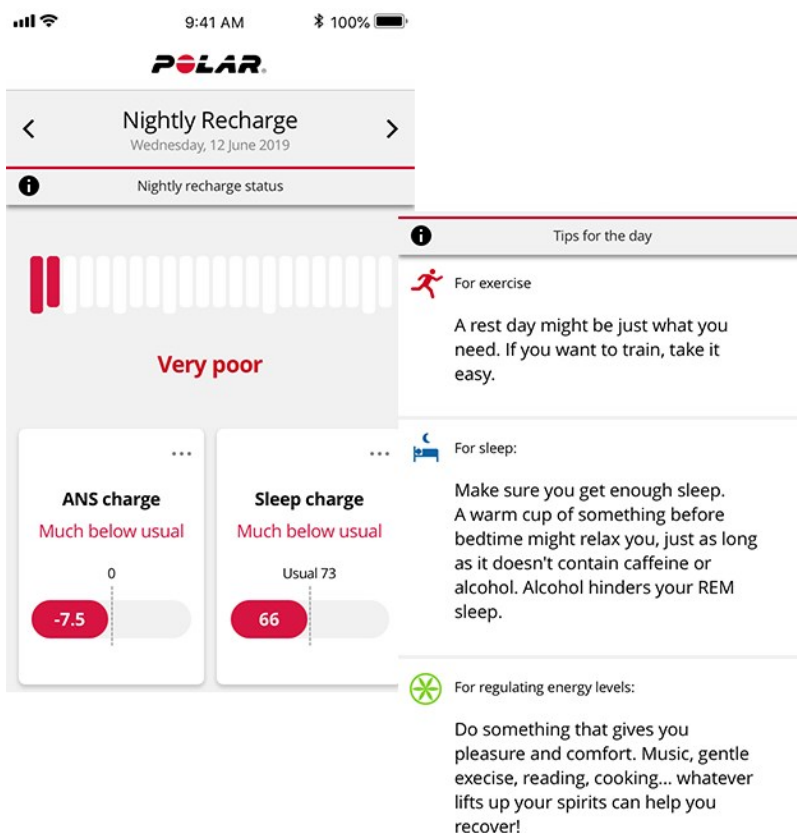 9:41 AM
100%
POLAR.
Nightly Recharge
Wednesday, 12 June 2019
Nightly recharge status
Very poor
ANS charge
Much below usual
0
-7.5
Sleep charge
Much below usual
Usual 73
66
Tips for the day
For exercise
A rest day might be just what you
need. If you want to train, take it
easy.
For sleep:
Make sure you get enough sleep.
A warm cup of something before
bedtime might relax you, just as long
as it doesn't contain caffeine or
alcohol. Alcohol hinders your REM
sleep.
For regulating energy levels:
Do something that gives you
pleasure and comfort. Music, gentle
execise, reading, cooking... whatever
lifts up your spirits can help you
recover!